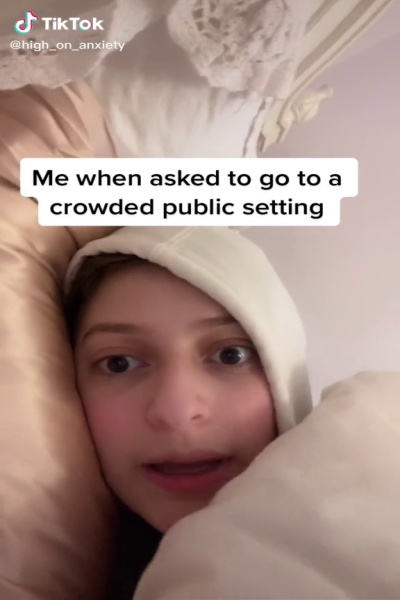 TikTok
@high_on_anxiety
Me when asked to go to a
crowded public setting